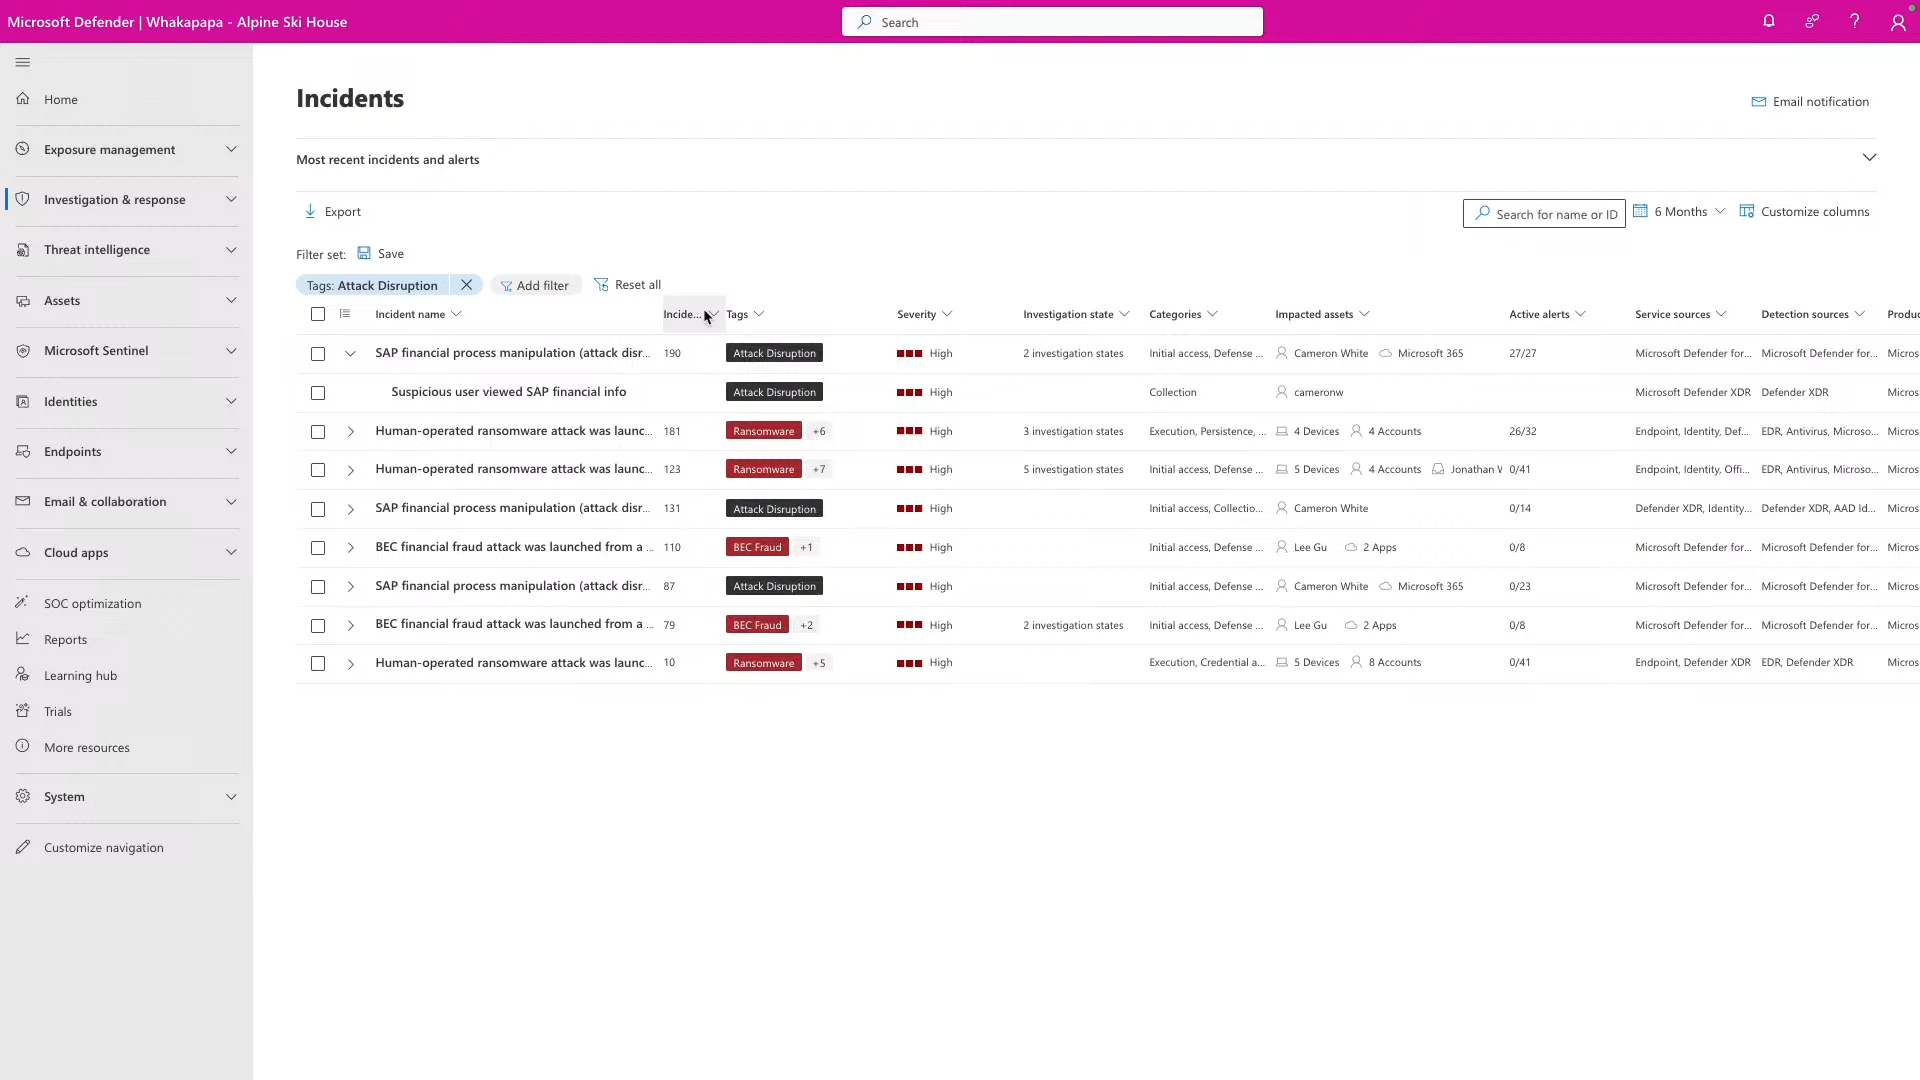 Microsoft Defender | Whakapapa - Alpine Ski House
Search
Home
Exposure management
Investigation & response
Threat intelligence
Assets
Microsoft Sentinel
Identities
Endpoints
Email & collaboration
Cloud apps
SOC optimization
Reports
Learning hub
Trials
More resources
System
Customize navigation
Incidents
Email notification
Most recent incidents and alerts
Export
Search for name or ID
6 Months
Customize columns
Filter set: Save
Tags: Attack Disruption Add filter Reset all
Incident name Incide... Tags Severity Investigation state Categories Impacted assets Active alerts Service sources Detection sources Produc
SAP financial process manipulation (attack disr... 190 Attack Disruption High 2 investigation states Initial access, Defense ... Cameron White Microsoft 365 27/27 Microsoft Defender for... Microsoft Defender for... Micros
Suspicious user viewed SAP financial info Attack Disruption High Collection cameronw Microsoft Defender XDR Defender XDR Micros
Human-operated ransomware attack was launc... 181 Ransomware +6 High 3 investigation states Execution, Persistence, ... 4 Devices 4 Accounts 26/32 Endpoint, Identity, Def... EDR, Antivirus, Microso... Micros
Human-operated ransomware attack was launc... 123 Ransomware +7 High 5 investigation states Initial access, Defense ... 5 Devices 4 Accounts Jonathan 0/41 Endpoint, Identity, Offi... EDR, Antivirus, Microso... Micros
SAP financial process manipulation (attack disr... 131 Attack Disruption High Initial access, Collectio... Cameron White 0/14 Defender XDR, Identity... Defender XDR, AAD Id... Micros
BEC financial fraud attack was launched from a ... 110 BEC Fraud +1 High Initial access, Defense ... Lee Gu 2 Apps 0/8 Microsoft Defender for... Microsoft Defender for... Micros
SAP financial process manipulation (attack disr... 87 Attack Disruption High Initial access, Defense ... Cameron White Microsoft 365 0/23 Microsoft Defender for... Microsoft Defender for... Micros
BEC financial fraud attack was launched from a ... 79 BEC Fraud +2 High 2 investigation states Initial access, Defense ... Lee Gu 2 Apps 0/8 Microsoft Defender for... Microsoft Defender for... Micros
Human-operated ransomware attack was launc... 10 Ransomware +5 High Execution, Credential a... 5 Devices 8 Accounts 0/41 Endpoint, Defender XDR EDR, Defender XDR Micros